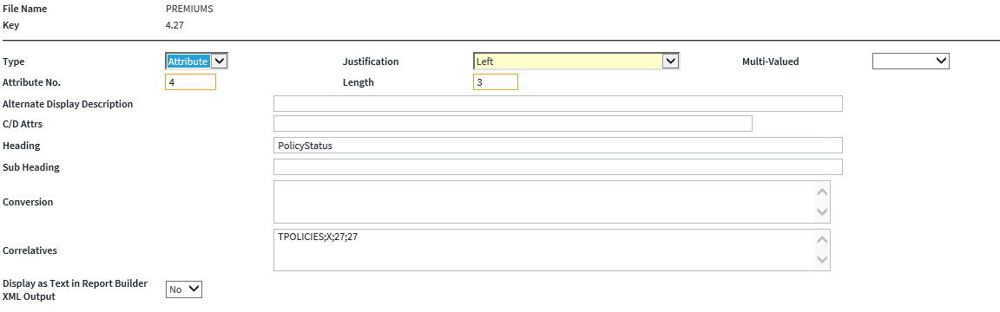 File Name PREMIUMS
Key 4.27
Type Attribute Justification Left Multi-Valued
Attribute No. 4 Length 3
Alternate Display Description
C/D Attrs
Heading PolicyStatus
Sub Heading
Conversion
Correlatives TPOLICIES;X;27;27
Display as Text in Report Builder
XML Output No